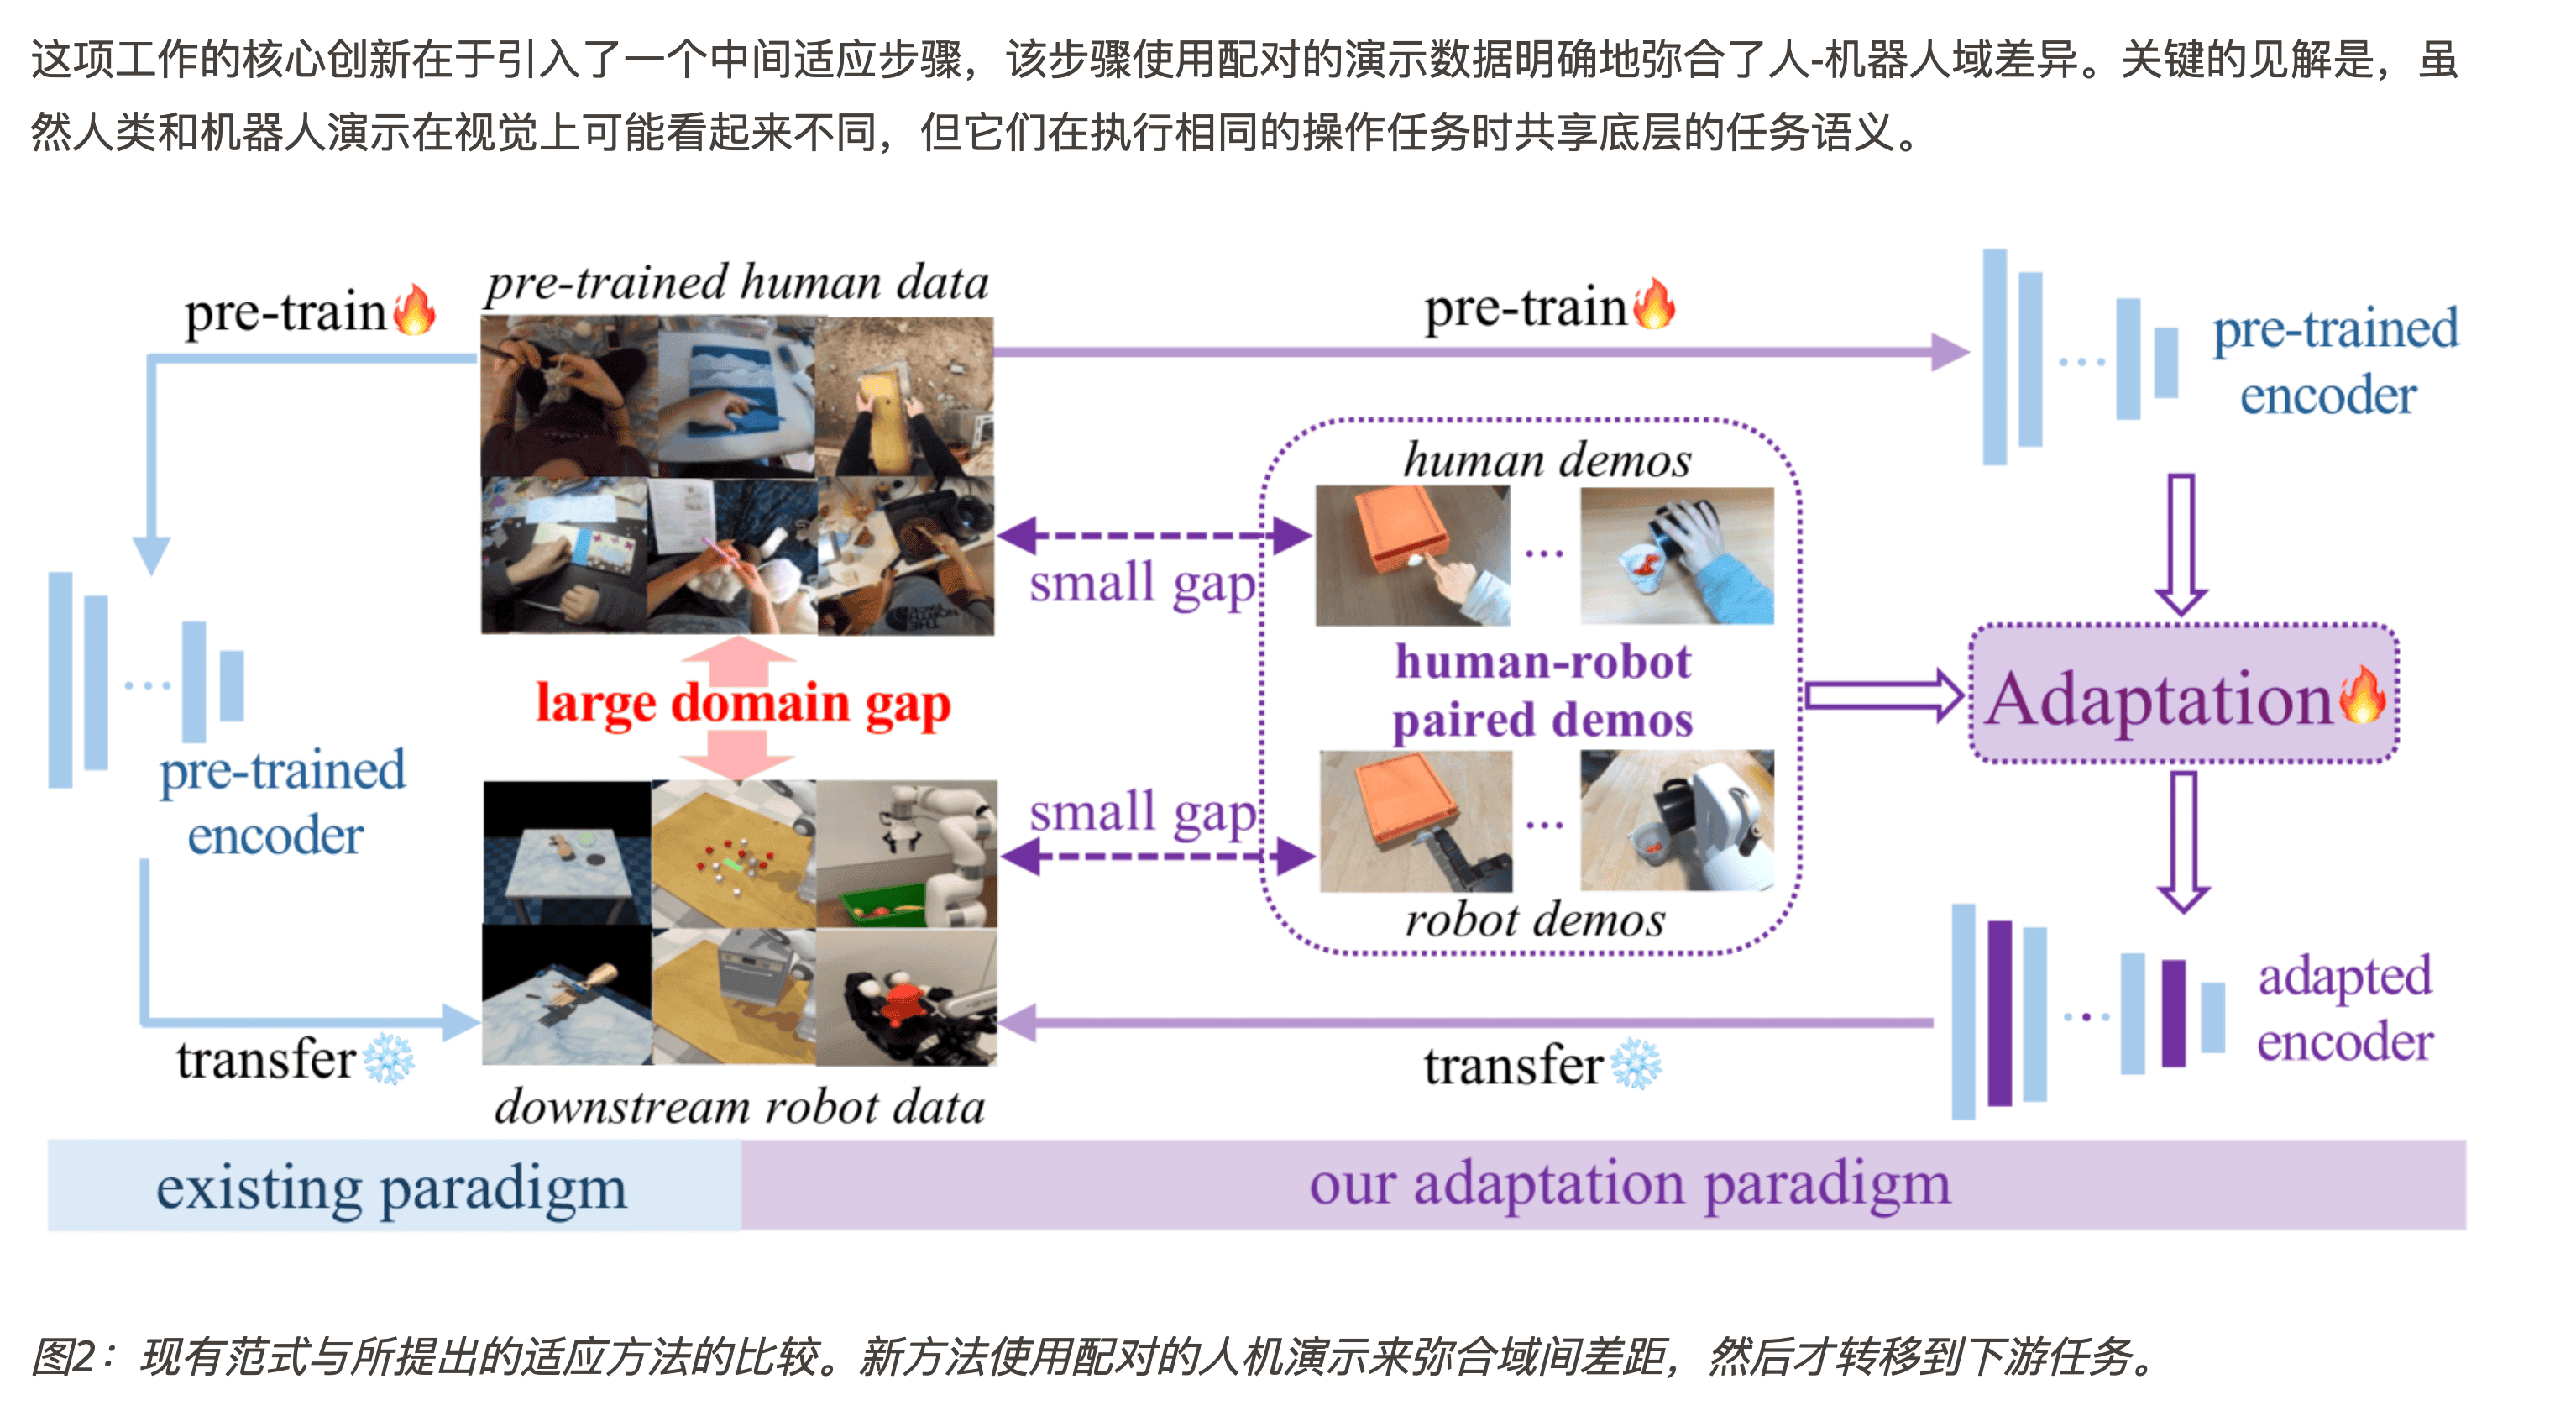 这项工作的核心创新在于引入了一个中间适应步骤，该步骤使用配对的演示数据明确地弥合了人-机器人域差异。关键的见解是，虽
然人类和机器人演示在视觉上可能看起来不同，但它们在执行相同的操作任务时共享底层的任务语义。
pre-train
pre-trained human data
pre-train
pre-trained
encoder
human demos
small gap
human-robot
paired demos
large domain gap
Adaptation
pre-trained
encoder
small gap
robot demos
adapted
encoder
transfer
transfer
downstream robot data
existing paradigm
our adaptation paradigm
图2：现有范式与所提出的适应方法的比较。新方法使用配对的人机演示来弥合域间差距，然后才转移到下游任务。